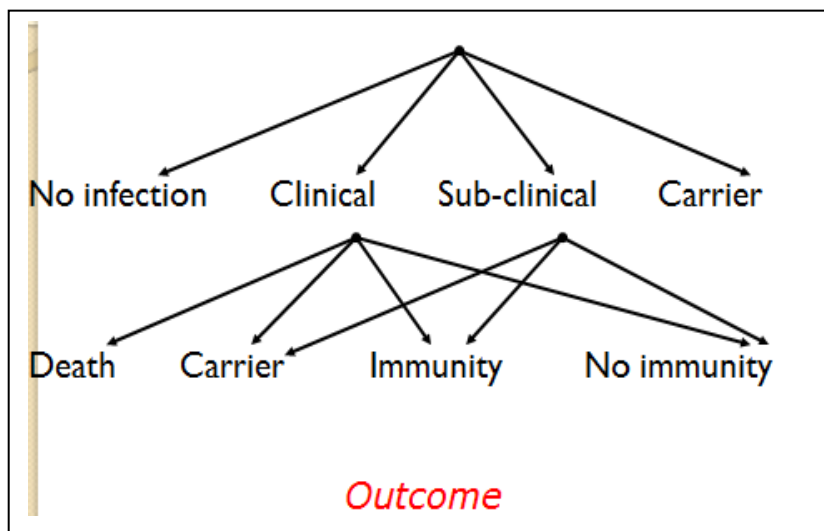 No infection Clinical Sub-clinical Carrier
Death Carrier Immunity No immunity
Outcome